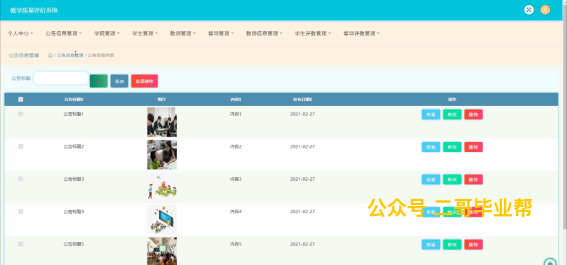 教学质量评价系统
个人中心 公告信息管理 学院管理 学生管理 教师管理 督导管理 教师信息管理 学生评教管理 督导评教管理
公告信息管理 公告信息管理 公告信息列表
公告标题 添加 批量删除
公告标题 图片 内容 发布日期 操作
公告标题1 内容1 2021-02-27 查看 修改 删除
公告标题2 内容2 2021-02-27 查看 修改 删除
公告标题3 内容3 2021-02-27 查看 修改 删除
公告标题4 内容4 2021-02-27 查看 修改 删除
公众号 二哥毕业帮
公告标题5 内容5 2021-02-27 查看 修改 删除